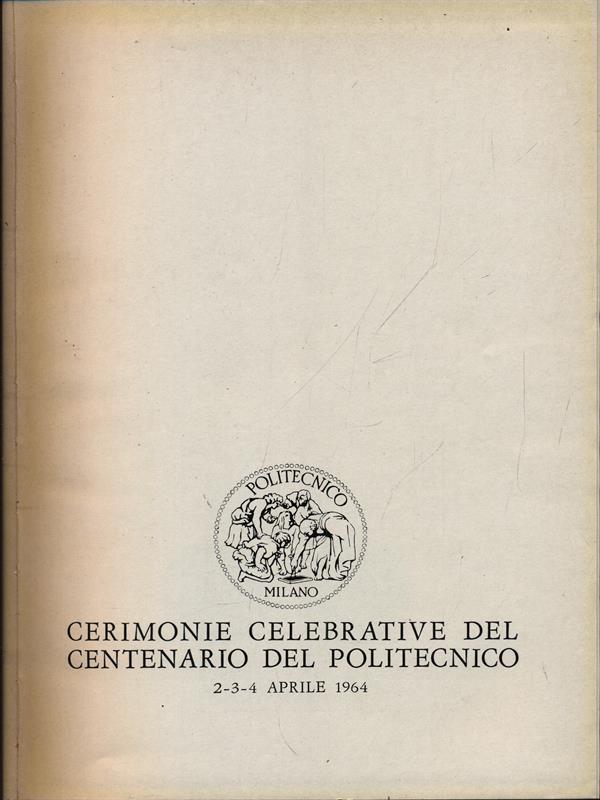 POLITECNICO
MILANO
CERIMONIE CELEBRATIVE DEL
CENTENARIO DEL POLITECNICO
2-3-4 APRILE 1964